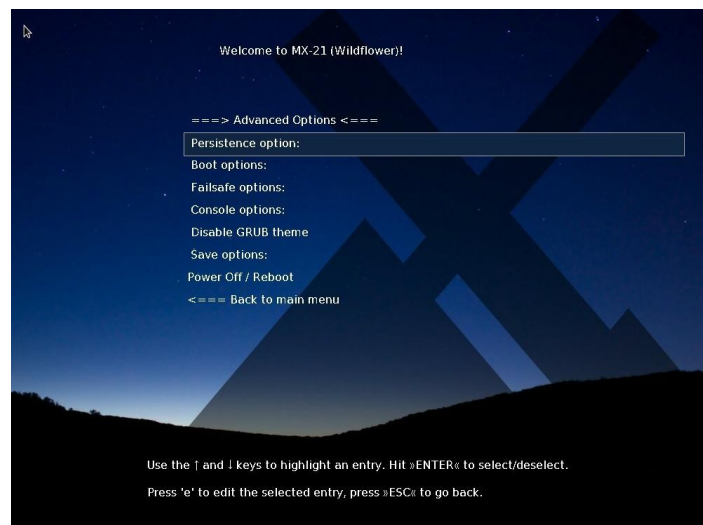 Welcome to MX-21 (Wildflower)!
===> Advanced Options <===
Persistence option:
Boot options:
Failsafe options:
Console options:
Disable GRUB theme
Save options:
Power Off / Reboot
<=== Back to main menu
Use the ↑ and ↓ keys to highlight an entry. Hit »ENTER« to select/deselect.
Press 'e' to edit the selected entry, press »ESC« to go back.